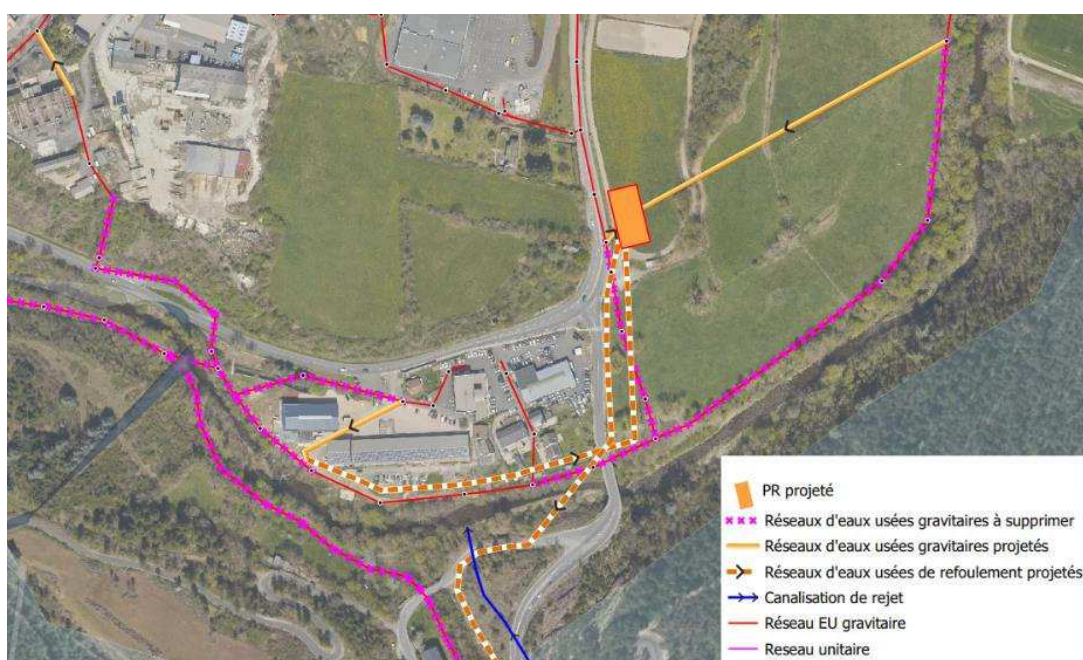 PR projeté
Réseaux d'eaux usées gravitaires à supprimer
Réseaux d'eaux usées gravitaires projetés
Réseaux d'eaux usées de refoulement projetés
Canalisation de rejet
Réseau EU gravitaire
Reseau unitaire